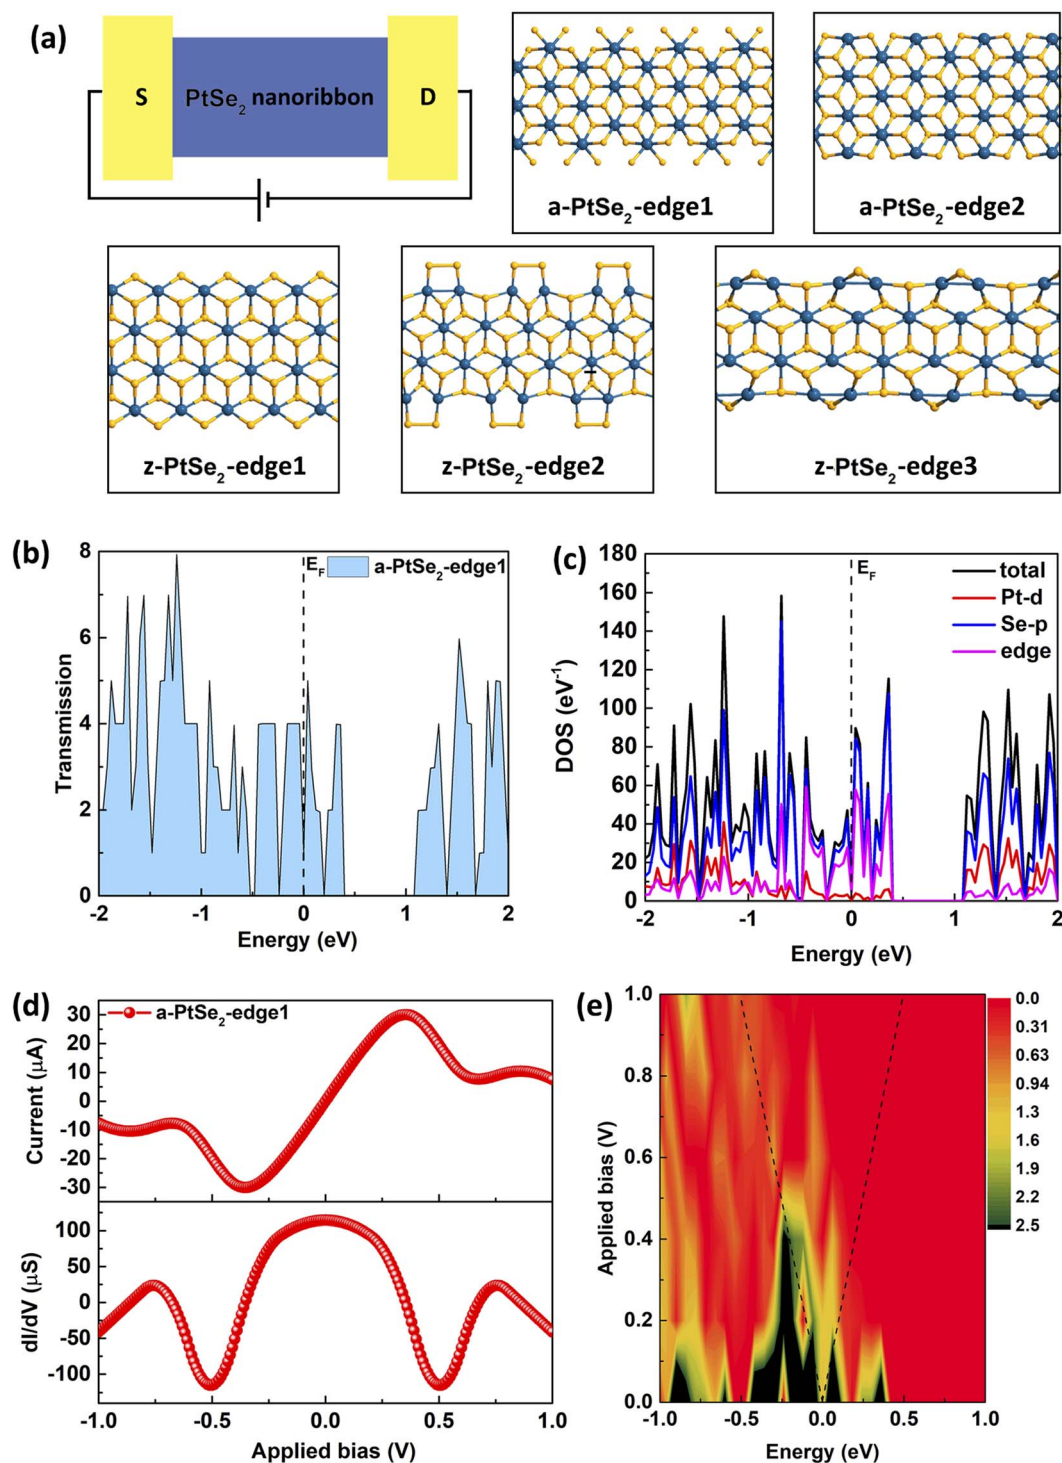 (a)
S
PtSe₂ nanoribbon
D
a-PtSe₂-edge1
a-PtSe₂-edge2
z-PtSe₂-edge1
z-PtSe₂-edge2
z-PtSe₂-edge3
(b)
Transmission
8
6
4
2
0
E_F
a-PtSe₂-edge1
-2
-1
0
1
2
Energy (eV)
(c)
DOS (eV⁻¹)
180
160
140
120
100
80
60
40
20
0
E_F
total
Pt-d
Se-p
edge
-2
-1
0
1
2
Energy (eV)
(d)
Current (μA)
30
20
10
0
-10
-20
-30
a-PtSe₂-edge1
dI/dV (μS)
100
50
0
-50
-100
-1.0
-0.5
0.0
0.5
1.0
Applied bias (V)
(e)
Applied bias (V)
1.0
0.8
0.6
0.4
0.2
0.0
-1.0
-0.5
0.0
0.5
1.0
Energy (eV)
0.0
0.31
0.63
0.94
1.3
1.6
1.9
2.2
2.5